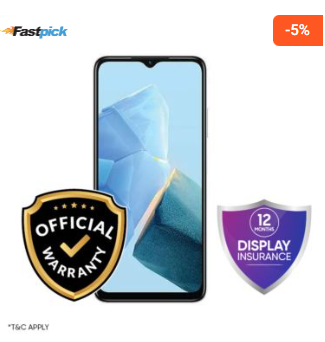 Fastpick
-5%
OFFICIAL
WARRANTY
12
MONTHS
DISPLAY
INSURANCE
*T&C APPLY